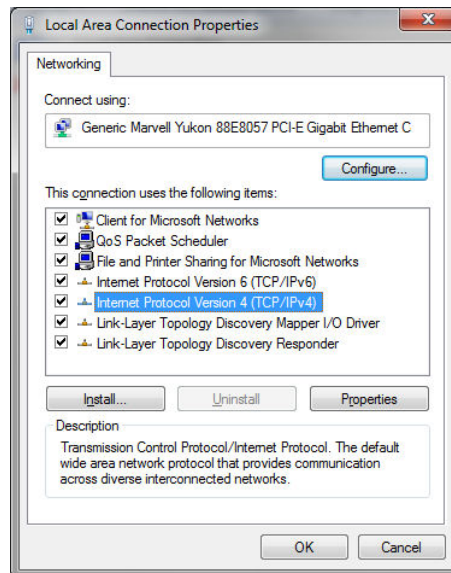 Local Area Connection Properties
Networking
Connect using:
Generic Marvell Yukon 88E8057 PCI-E Gigabit Ethernet C
Configure...
This connection uses the following items:
Client for Microsoft Networks
QoS Packet Scheduler
File and Printer Sharing for Microsoft Networks
Internet Protocol Version 6 (TCP/IPv6)
Internet Protocol Version 4 (TCP/IPv4)
Link-Layer Topology Discovery Mapper I/O Driver
Link-Layer Topology Discovery Responder
Install...
Uninstall
Properties
Description
Transmission Control Protocol/Internet Protocol. The default
wide area network protocol that provides communication
across diverse interconnected networks.
OK
Cancel